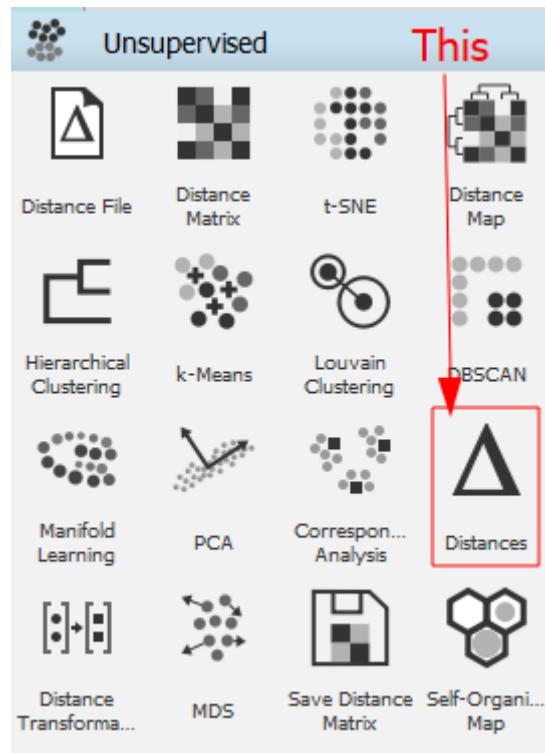 Unsupervised
This
Distance File
Distance
Matrix
t-SNE
Distance
Map
Hierarchical
Clustering
k-Means
Louvain
Clustering
DBSCAN
Manifold
Learning
PCA
Correspon...
Analysis
Distances
Distance
Transforma...
MDS
Save Distance
Matrix
Self-Organi...
Map